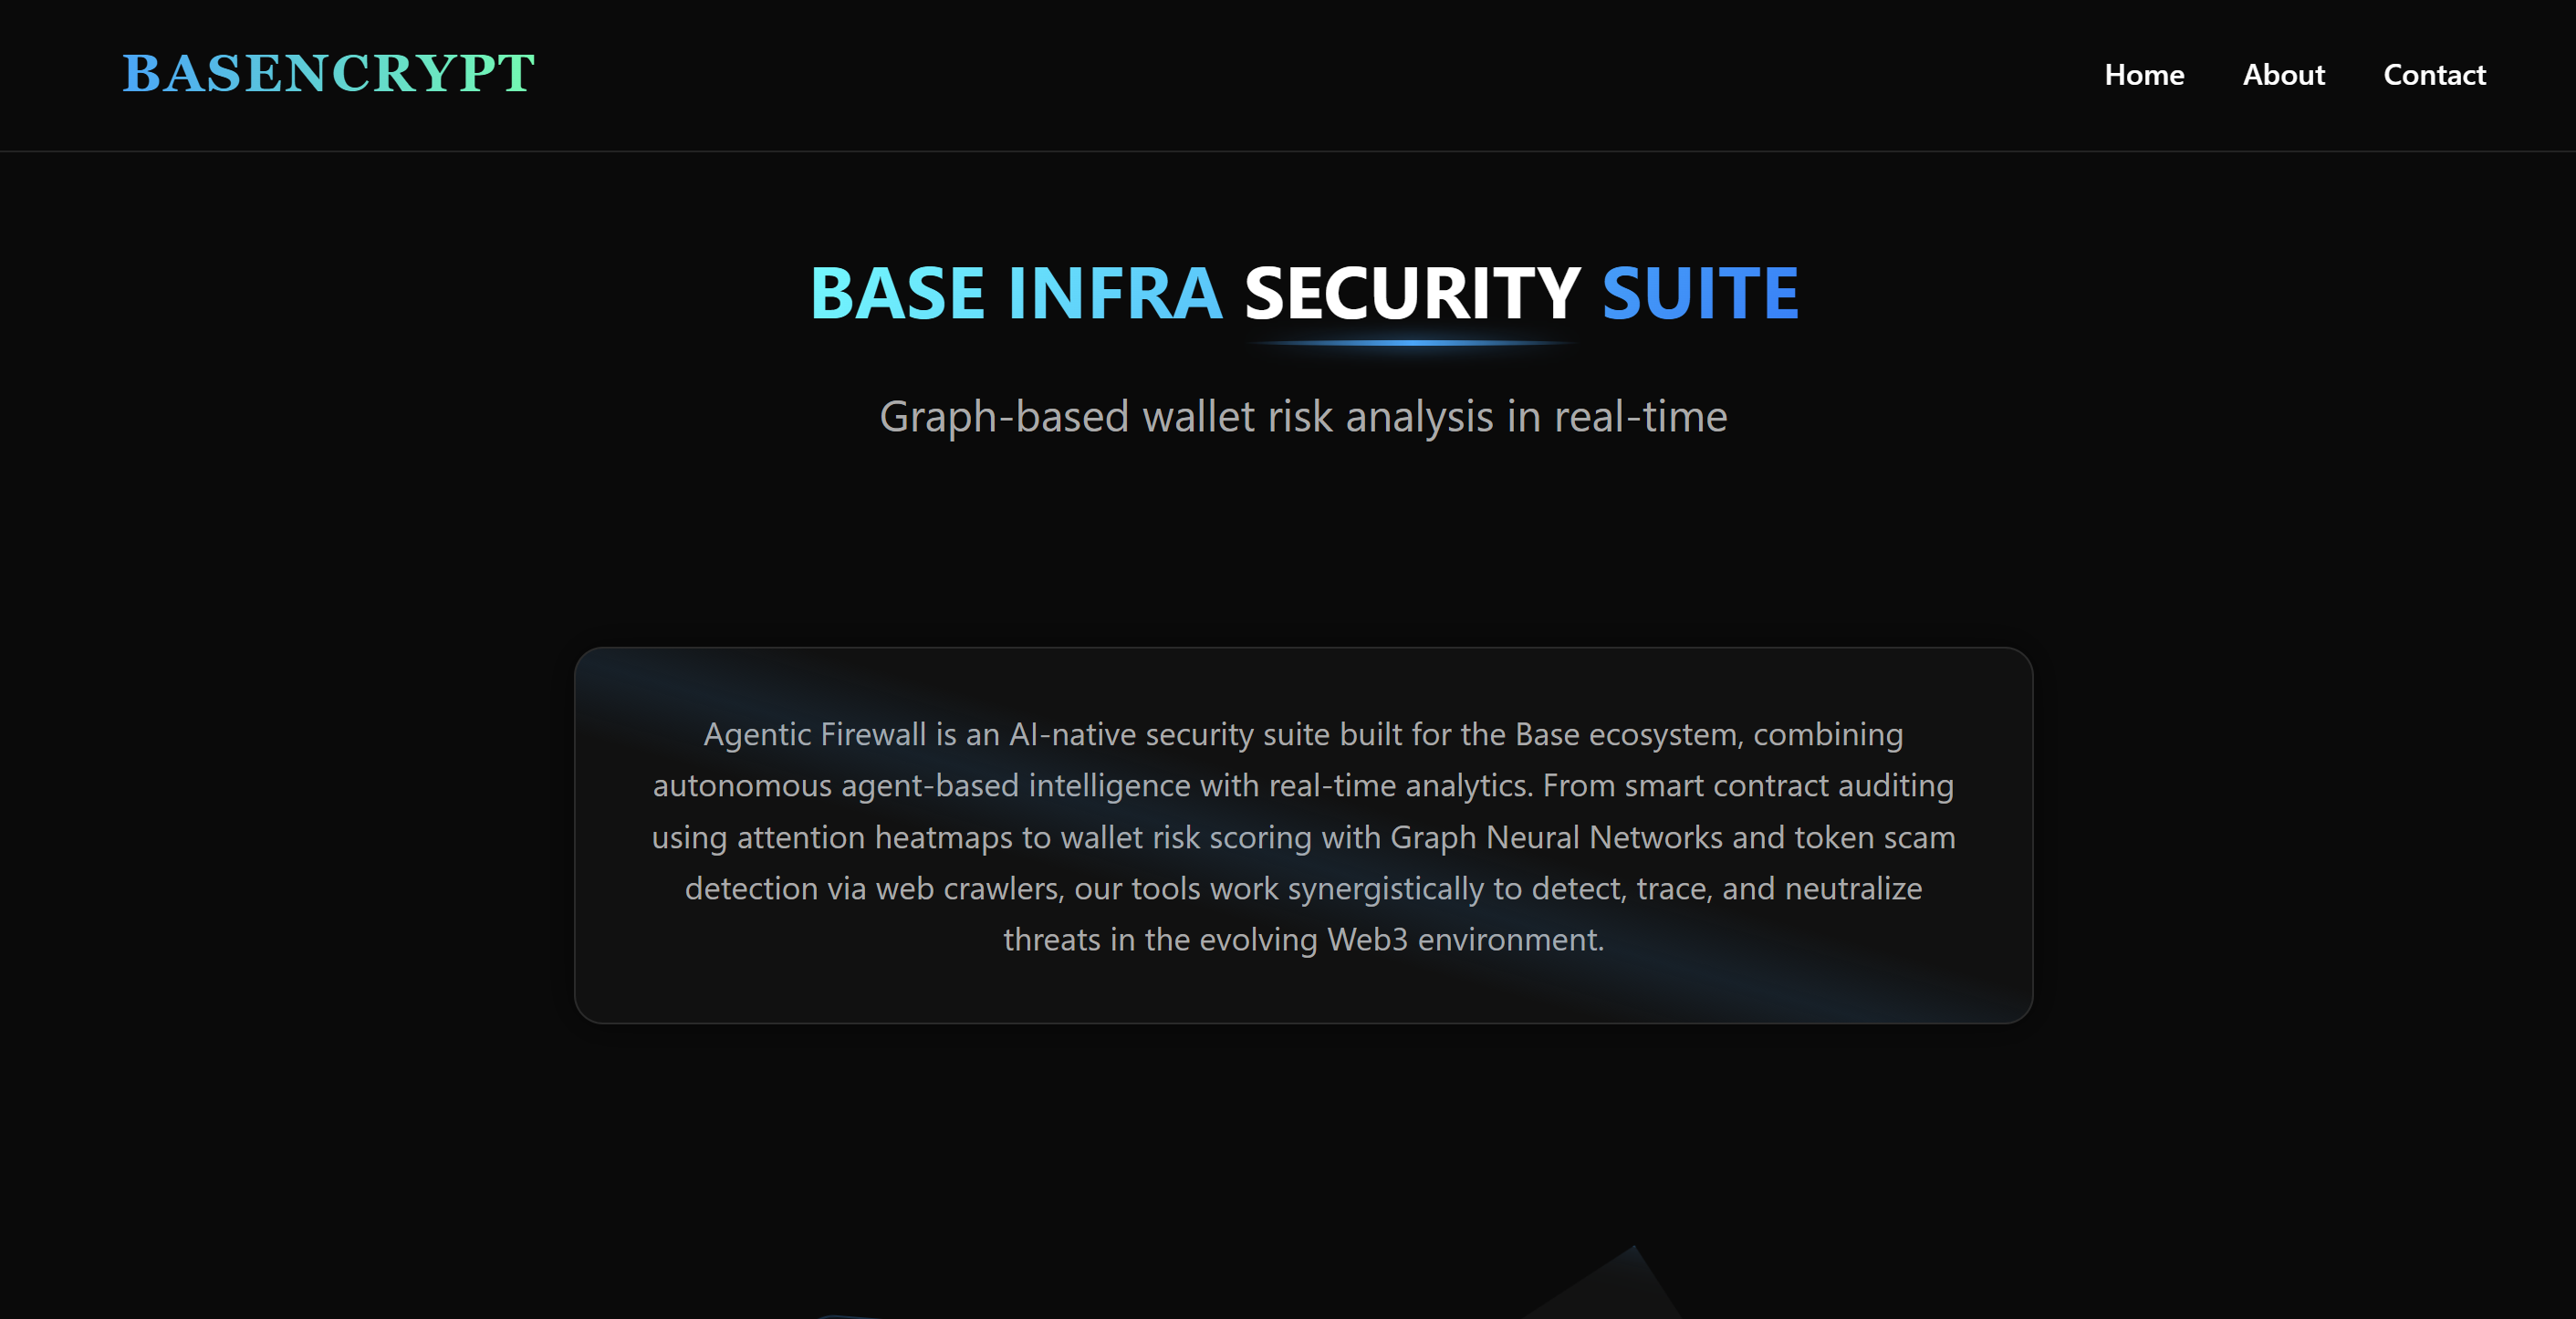 BASENCRYPT
Home About Contact
BASE INFRA SECURITY SUITE
Graph-based wallet risk analysis in real-time
Agentic Firewall is an AI-native security suite built for the Base ecosystem, combining
autonomous agent-based intelligence with real-time analytics. From smart contract auditing
using attention heatmaps to wallet risk scoring with Graph Neural Networks and token scam
detection via web crawlers, our tools work synergistically to detect, trace, and neutralize
threats in the evolving Web3 environment.